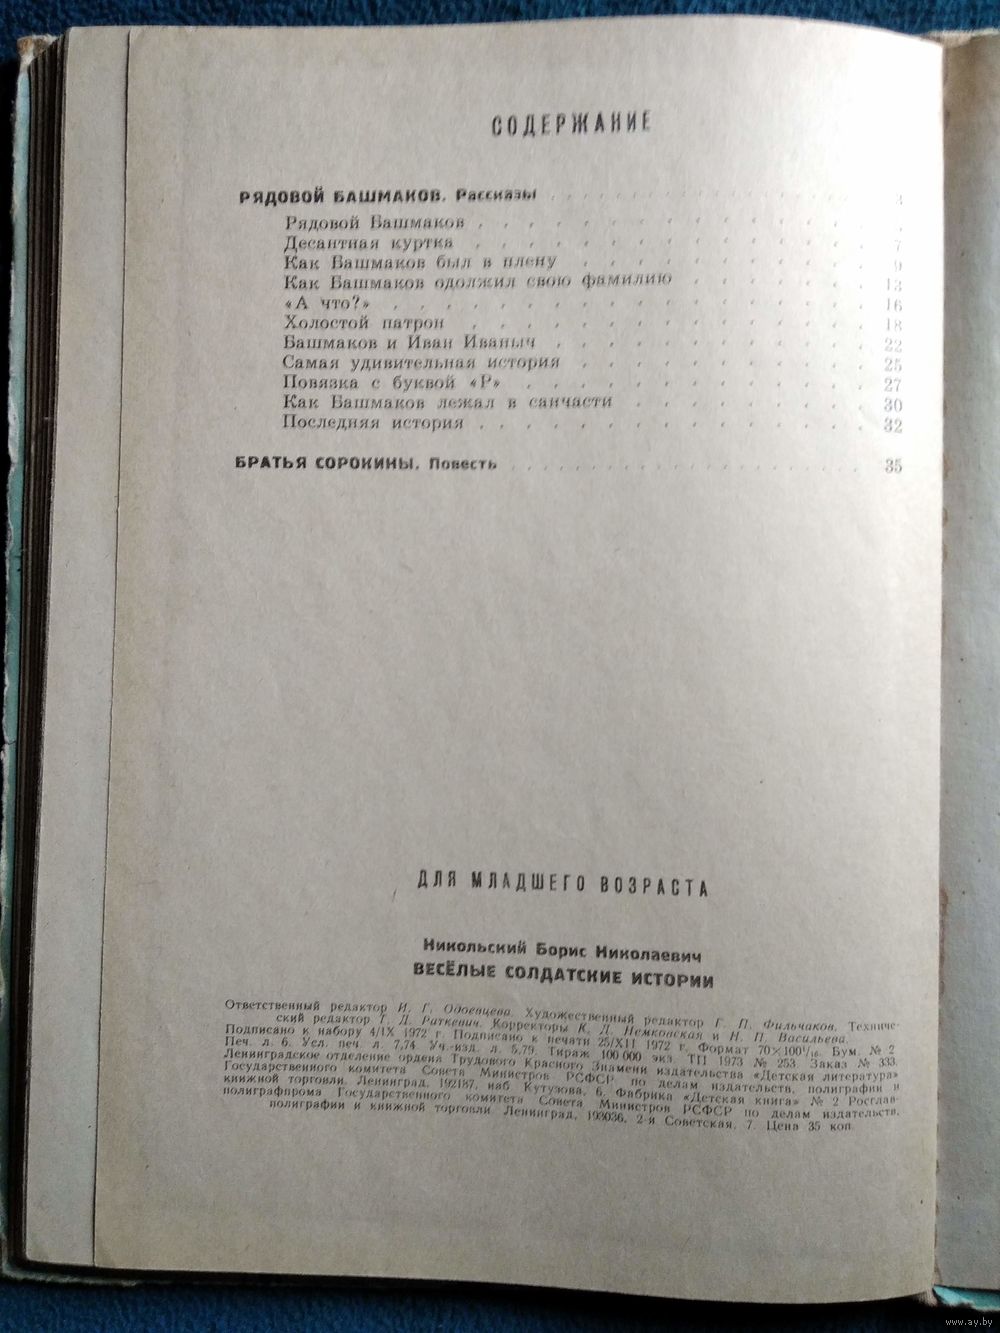 СОДЕРЖАНИЕ
РЯДОВОЙ БАШМАКОВ. Рассказы . . . 3
Рядовой Башмаков . . .
Десантная куртка . . . 7
Как Башмаков был в плену . . . 9
Как Башмаков одолжил свою фамилию . . . 13
«А что?» . . . 16
Холостой патрон . . . 18
Башмаков и Иван Иваныч . . . 22
Самая удивительная история . . . 25
Повязка с буквой «Р» . . . 27
Как Башмаков лежал в санчасти . . . 30
Последняя история . . . 32
БРАТЬЯ СОРОКИНЫ. Повесть . . . 35
ДЛЯ МЛАДШЕГО ВОЗРАСТА
Никольский Борис Николаевич
ВЕСЁЛЫЕ СОЛДАТСКИЕ ИСТОРИИ
Ответственный редактор И. Г. Одоевцева. Художественный редактор Г. П. Фильчаков. Техниче-
ский редактор Т. Д. Раткевич. Корректоры К. Д. Немковская и Н. П. Васильева.
Подписано к набору 4/IX 1972 г. Подписано к печати 25/XII 1972 г. Формат 70×100¹/₁₆. Бум. № 2
Печ. л. 6. Усл. печ. л. 7,74. Уч.-изд. л. 5,79. Тираж 100 000 экз. ТП 1973 № 253. Заказ № 333.
Ленинградское отделение ордена Трудового Красного Знамени издательства «Детская литература»
Государственного комитета Совета Министров РСФСР по делам издательств, полиграфии и
книжной торговли. Ленинград, 192187, наб. Кутузова, 6. Фабрика «Детская книга» № 2 Росглав-
полиграфпрома Государственного комитета Совета Министров РСФСР по делам издательств,
полиграфии и книжной торговли. Ленинград, 193036, 2-я Советская, 7. Цена 35 коп.
www.ay.by